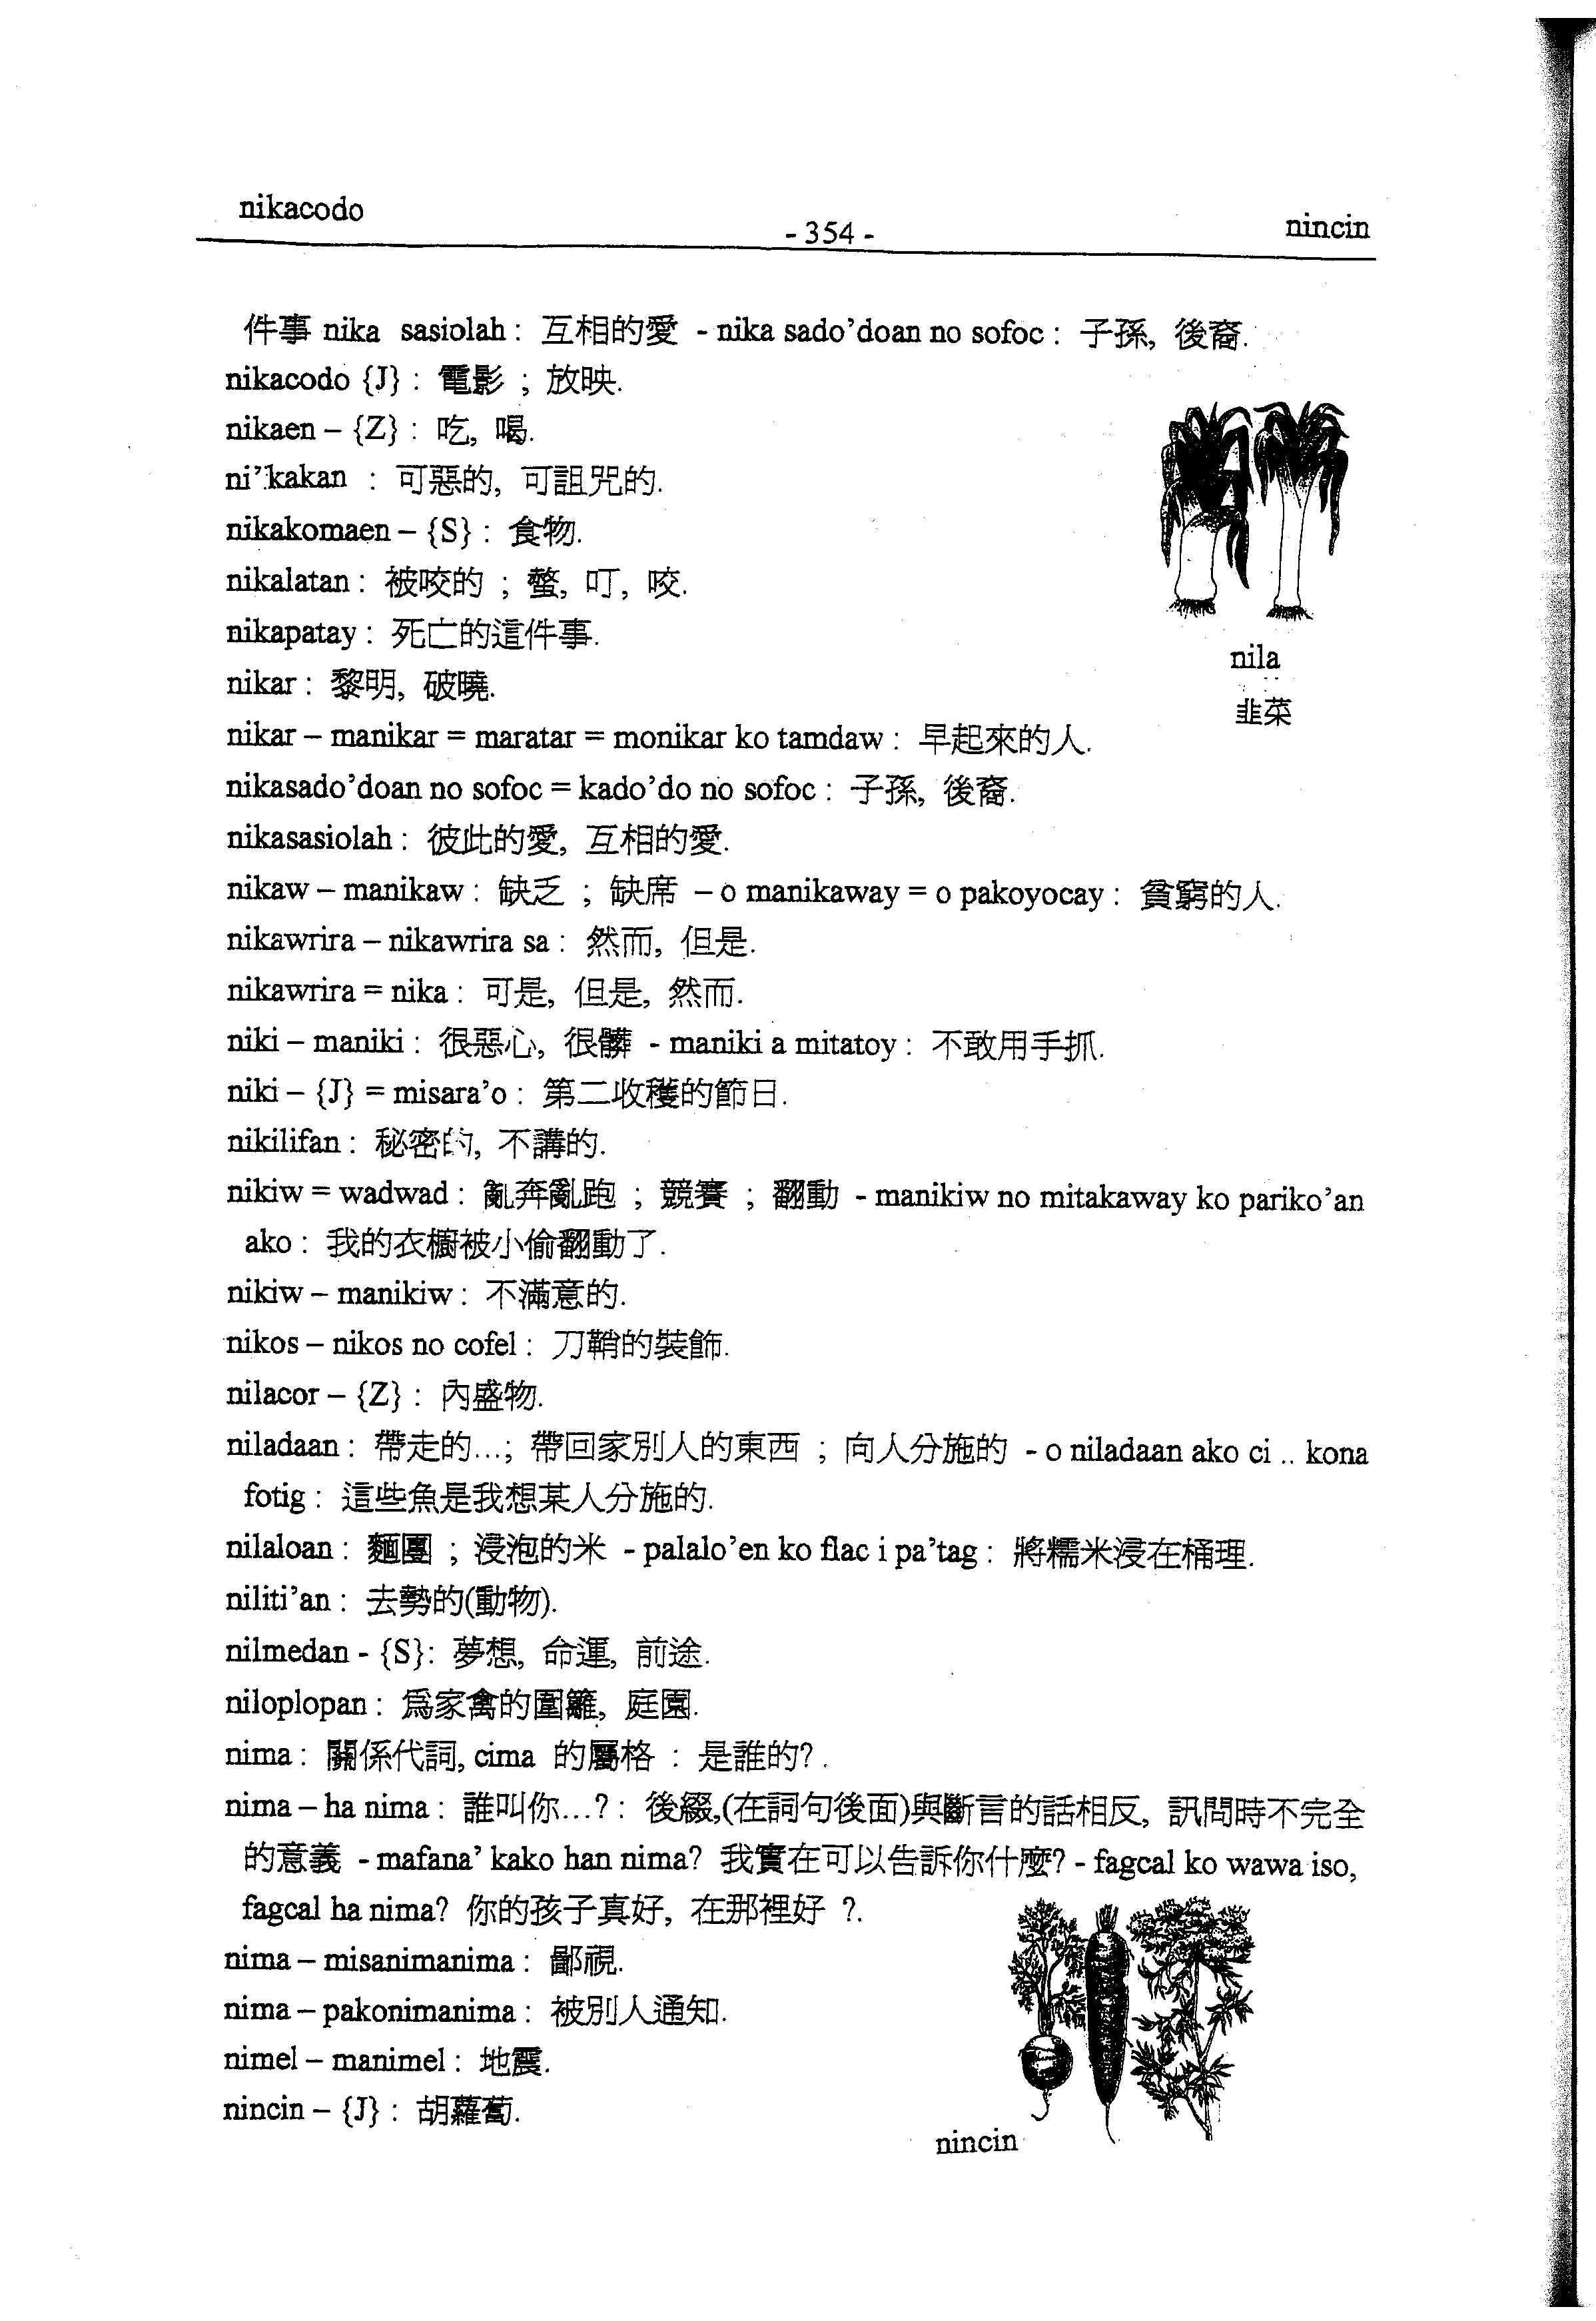 nikacodo
- 354 -
nincin
件事 nika sasiolah : 互相的愛 - nika sado’doan no sofoc : 子孫, 後裔.
nikacodo {J} : 電影 ; 放映.
nikaen – {Z} : 吃, 喝.
ni’kakan : 可惡的, 可詛咒的.
nikakomaen – {S} : 食物.
nikalatan : 被咬的 ; 螫, 叮, 咬.
nikapatay : 死亡的這件事.
nikar : 黎明, 破曉.
nila
韭菜
nikar – manikar = maratar = monikar ko tamdaw : 早起來的人.
nikasado’doan no sofoc = kado’do no sofoc : 子孫, 後裔.
nikasasiolah : 彼此的愛, 互相的愛.
nikaw – manikaw : 缺乏 ; 缺席 – o manikaway = o pakoyocay : 貧窮的人.
nikawrira – nikawrira sa : 然而, 但是.
nikawrira = nika : 可是, 但是, 然而.
niki – maniki : 很惡心, 很髒 - maniki a mitatoy : 不敢用手抓.
niki – {J} = misara’o : 第二收穫的節日.
nikilifan : 秘密的, 不講的.
nikiw = wadwad : 亂奔亂跑 ; 競賽 ; 翻動 - manikiw no mitakaway ko pariko’an
ako : 我的衣櫥被小偷翻動了.
nikiw – manikiw : 不滿意的.
nikos – nikos no cofel : 刀鞘的裝飾.
nilacor – {Z} : 內盛物.
niladaan : 帶走的...; 帶回家別人的東西 ; 向人分施的 - o niladaan ako ci .. kona
fotig : 這些魚是我想某人分施的.
nilaloan : 麵團 ; 浸泡的米 - palalo’en ko flac i pa’tag : 將糯米浸在桶理.
niliti’an : 去勢的(動物).
nilmedan - {S}: 夢想, 命運, 前途.
niloplopan : 爲家禽的圍籬, 庭園.
nima : 關係代詞, cima 的屬格 : 是誰的? .
nima – ha nima : 誰叫你...? : 後綴,(在詞句後面)與斷言的話相反, 訊問時不完全
的意義 - mafana’ kako han nima? 我實在可以告訴你什麼? - fagcal ko wawa iso,
fagcal ha nima? 你的孩子真好, 在那裡好 ?.
nima – misanimanima : 鄙視.
nima – pakonimanima : 被別人通知.
nimel – manimel : 地震.
nincin – {J} : 胡蘿蔔.
nincin